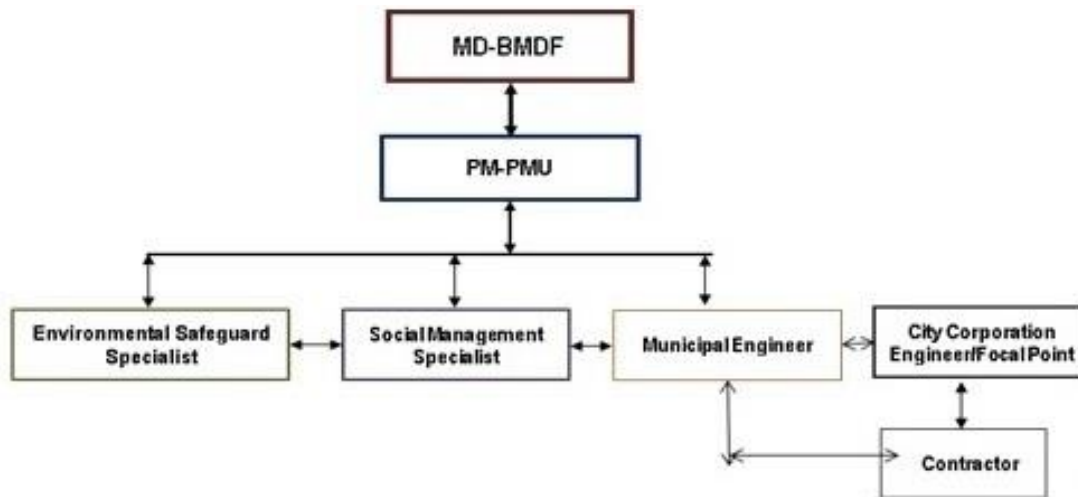 MD-BMDF
PM-PMU
Environmental Safeguard
Specialist
Social Management
Specialist
Municipal Engineer
City Corporation
Engineer/Focal Point
Contractor